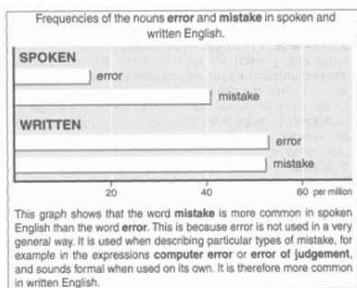 Frequencies of the nouns error and mistake in spoken and
written English.
SPOKEN
error
mistake
WRITTEN
error
mistake
20 40 60 per million
This graph shows that the word mistake is more common in spoken
English than the word error. This is because error is not used in a very
general way. It is used when describing particular types of mistake, for
example in the expressions computer error or error of judgement,
and sounds formal when used on its own. It is therefore more common
in written English.